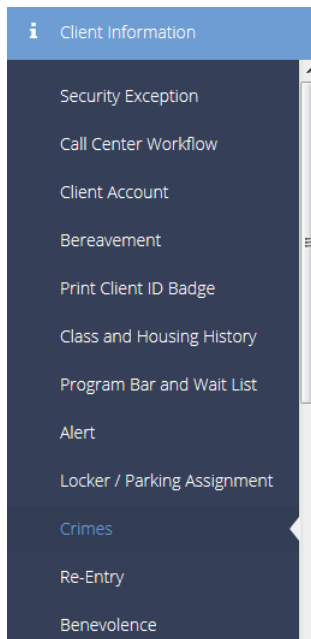 Client Information
Security Exception
Call Center Workflow
Client Account
Bereavement
Print Client ID Badge
Class and Housing History
Program Bar and Wait List
Alert
Locker / Parking Assignment
Crimes
Re-Entry
Benevolence